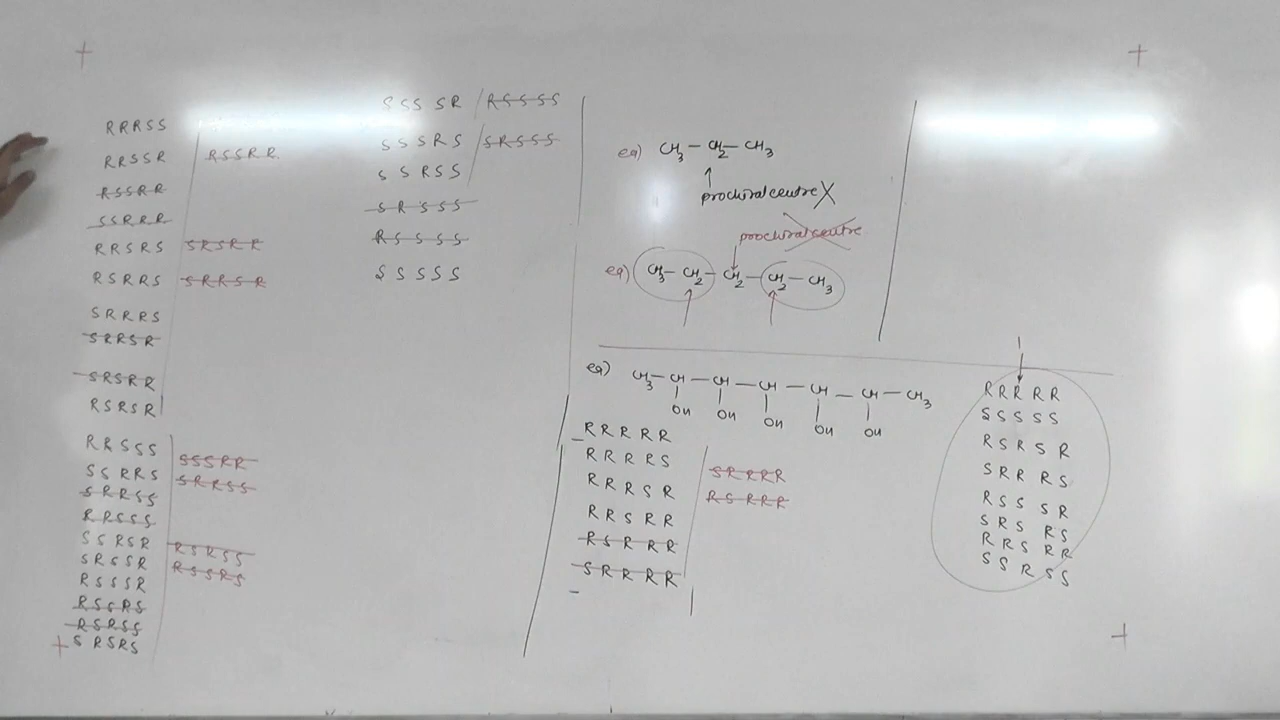 RRRSS
RRSSR RSSRR
RSSRR
SSRRR
RRSRS SRSRR
RSRRS SRRSR
SRRRS
SRRSR
SRSRR
RSRSR
RRSSS SSSRR
SSRRS SRRSS
SRRSS
RRSSS
SSRSR RSRSS
SRSSR RSSRS
RSSSR
RSSRS
RSRSS
SRSRS
SSSSR / RSSSS
SSSRS / SRSSS
SSRSS
SRSSS
RSSSS
SSSSS
eq) CH3 — CH2 — CH3
prochiral centre X
prochiral centre
eq) CH3 — CH2 — CH2 — CH2 — CH3
eq) CH3 — CH — CH — CH — CH — CH — CH3
OH OH OH OH OH
RRRRR
RRRRS
RRRSR SRRRR
RRSRR RSRRR
RSRRR
SRRRR
RRRRR
SSSSS
RSRSR
SRRRS
RSSSR
SRSRS
RRSRR
SSRSS